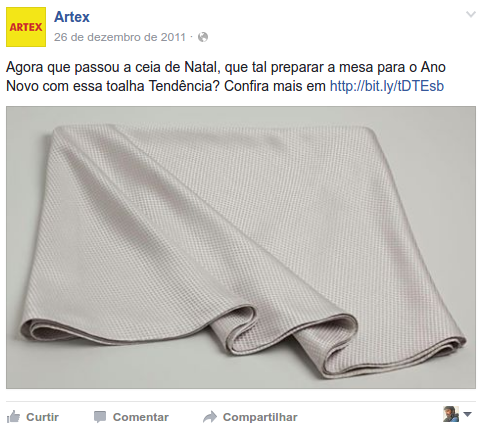 ARTEX
Artex
26 de dezembro de 2011 ·
Agora que passou a ceia de Natal, que tal preparar a mesa para o Ano
Novo com essa toalha Tendência? Confira mais em http://bit.ly/tDTEsb
Curtir Comentar Compartilhar